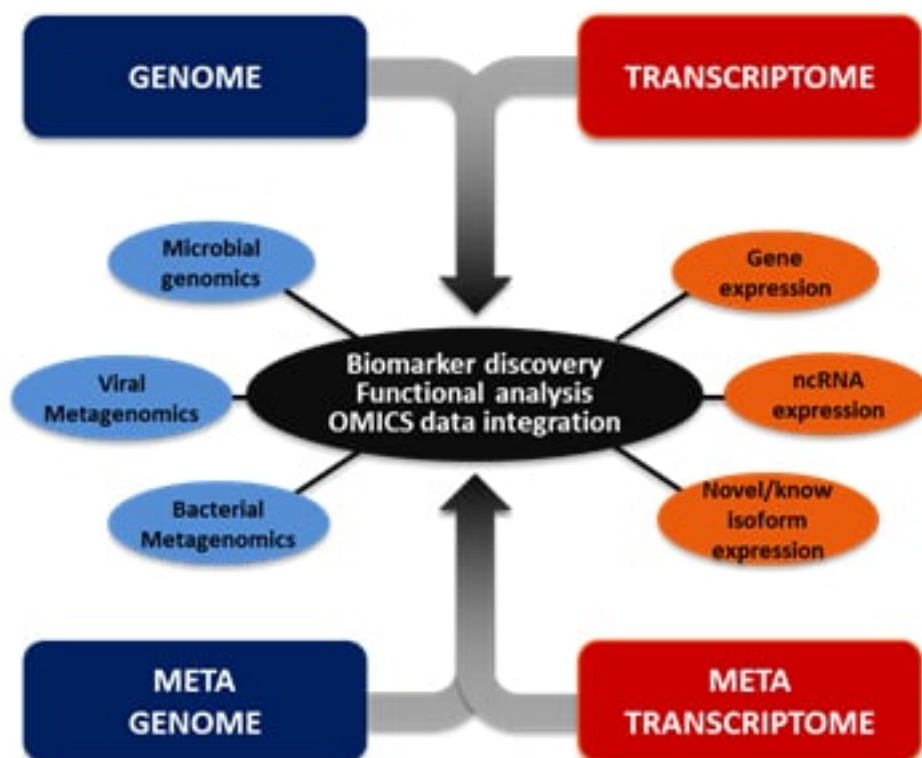 GENOME
TRANSCRIPTOME
Microbial
genomics
Gene
expression
Biomarker discovery
Functional analysis
OMICS data integration
Viral
Metagenomics
ncRNA
expression
Bacterial
Metagenomics
Novel/know
isoform
expression
META
GENOME
META
TRANSCRIPTOME